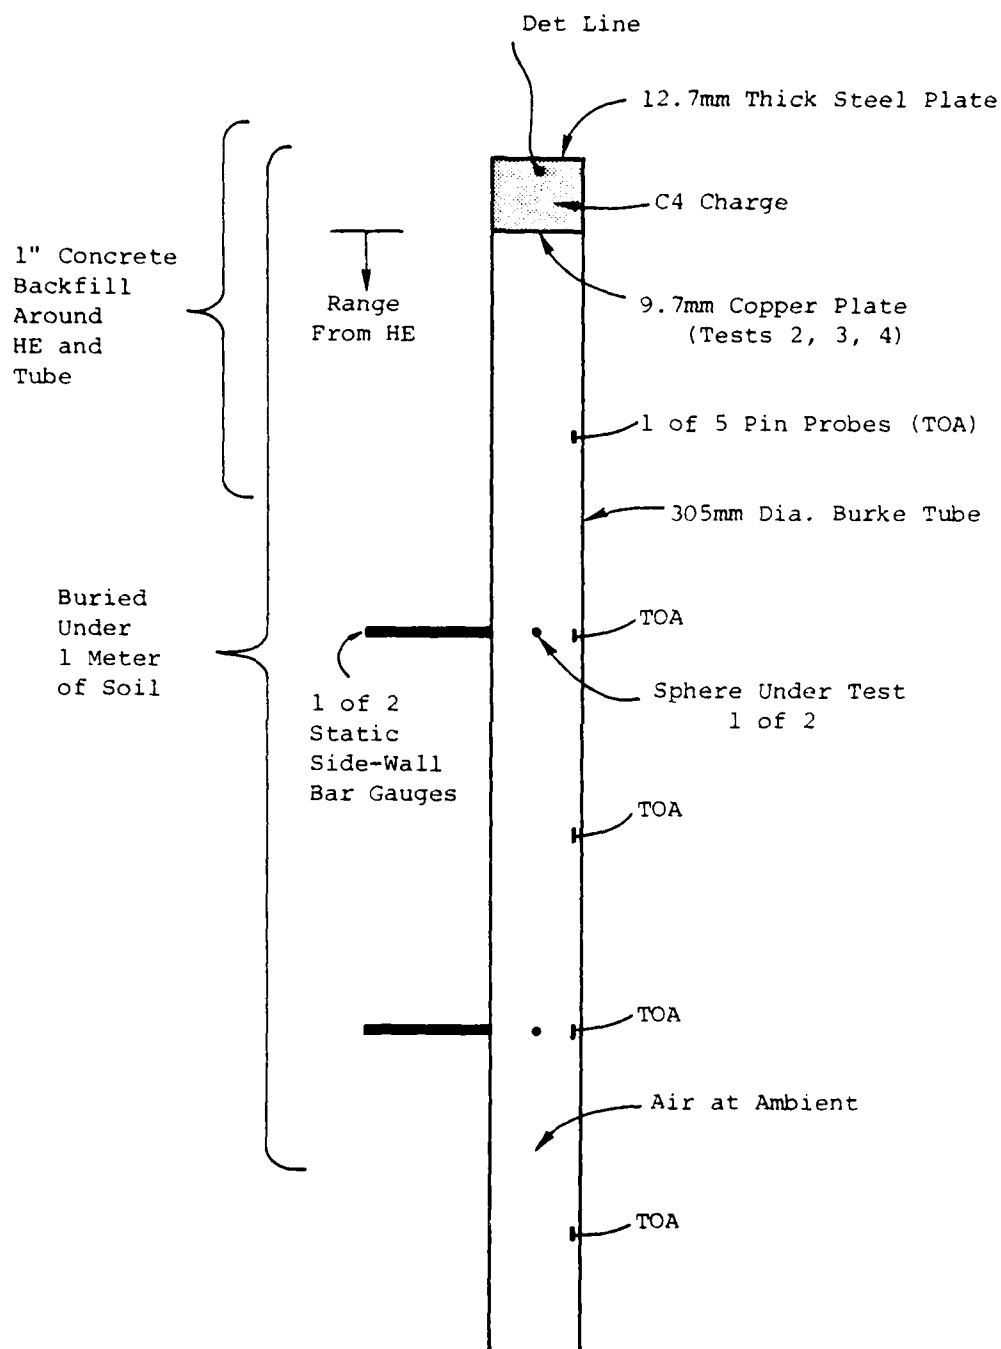 Det Line
12.7mm Thick Steel Plate
C4 Charge
1" Concrete
Backfill
Around
HE and
Tube
Range
From HE
9.7mm Copper Plate
(Tests 2, 3, 4)
1 of 5 Pin Probes (TOA)
305mm Dia. Burke Tube
Buried
Under
1 Meter
of Soil
TOA
1 of 2
Static
Side-Wall
Bar Gauges
Sphere Under Test
1 of 2
TOA
TOA
Air at Ambient
TOA